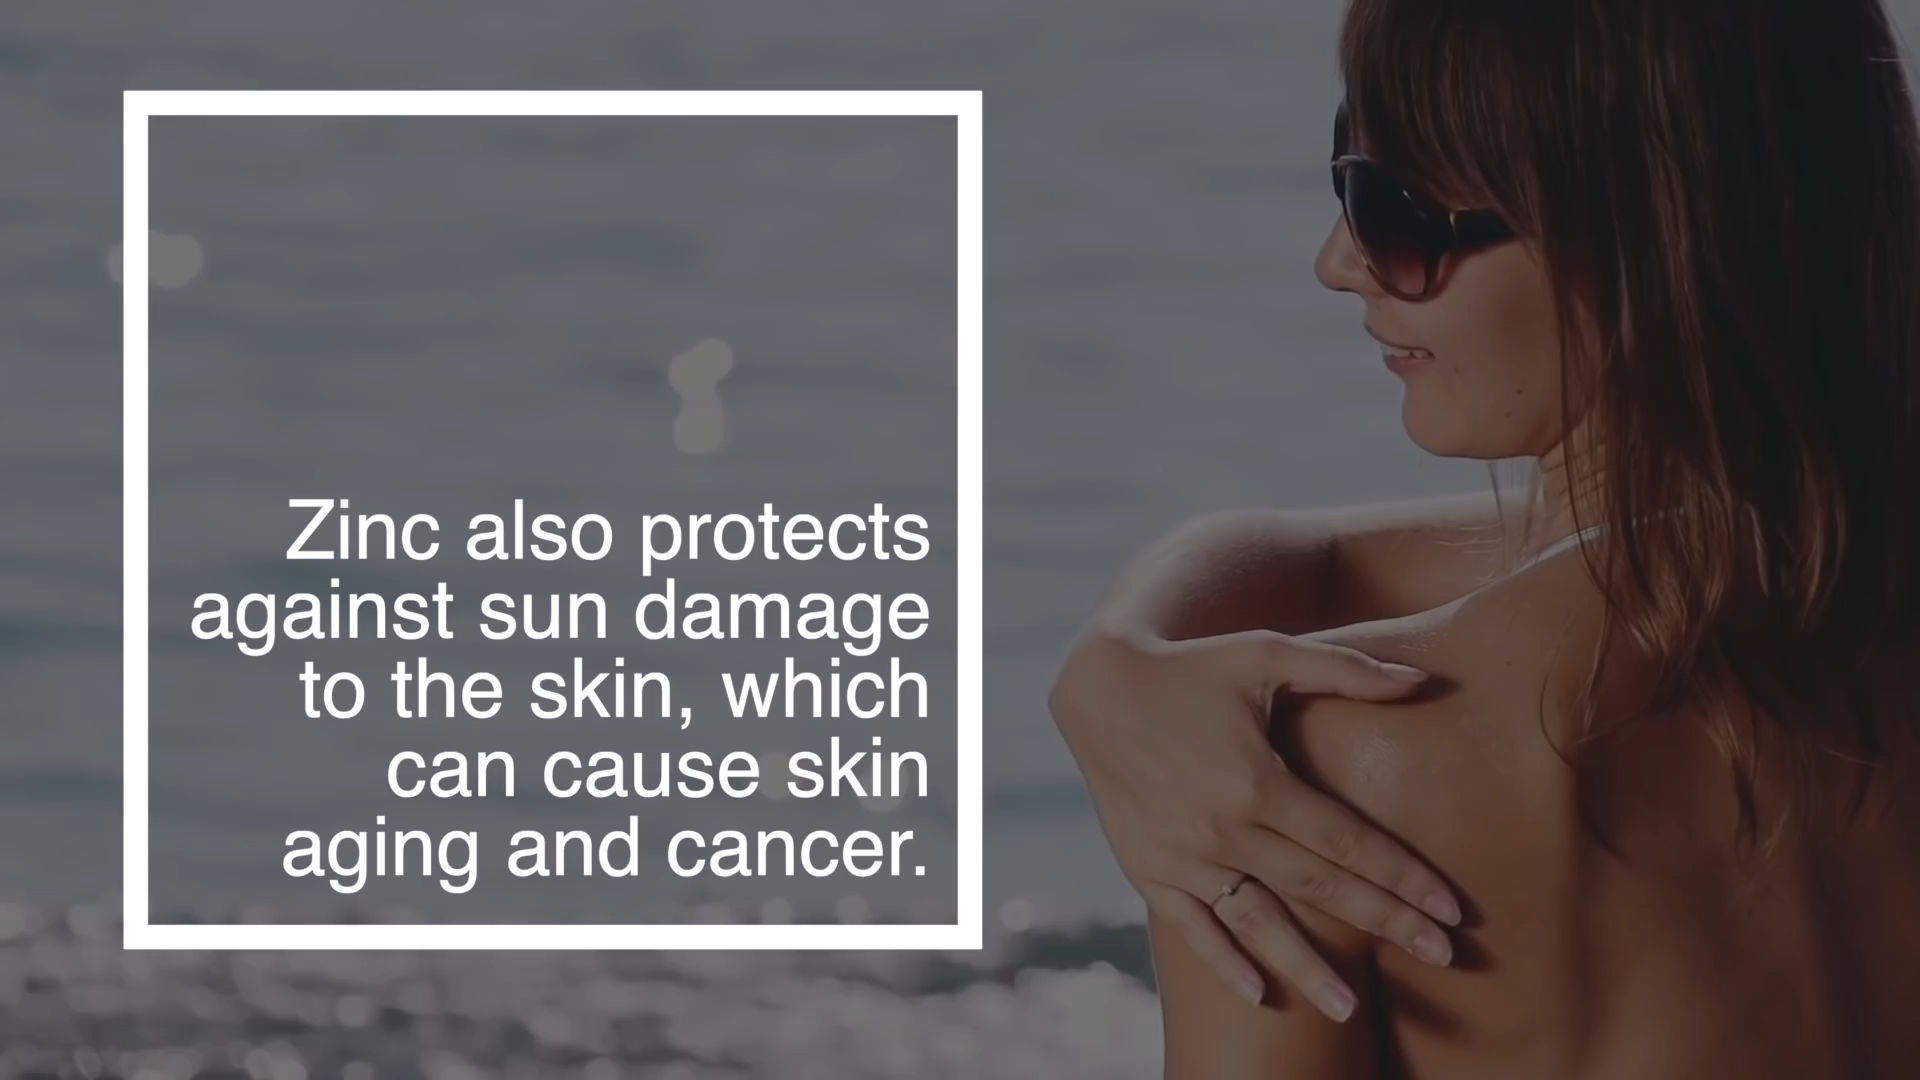 Zinc also protects
against sun damage
to the skin, which
can cause skin
aging and cancer.